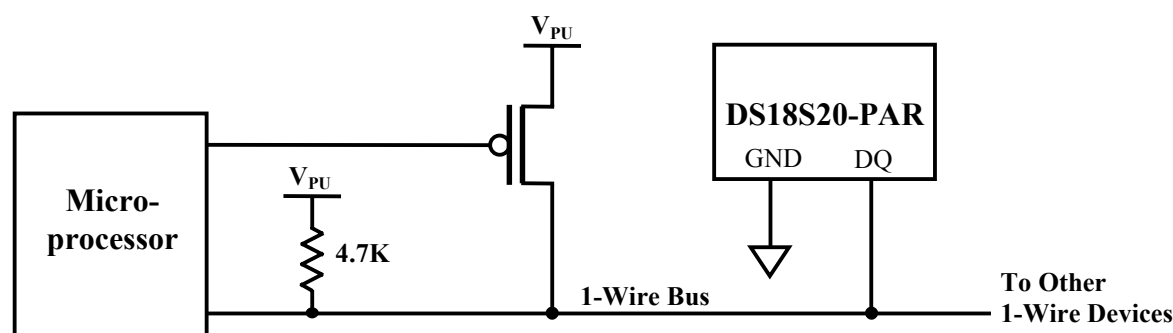 V_PU
DS18S20-PAR
GND DQ
V_PU
Micro-
processor
4.7K
1-Wire Bus
To Other
1-Wire Devices